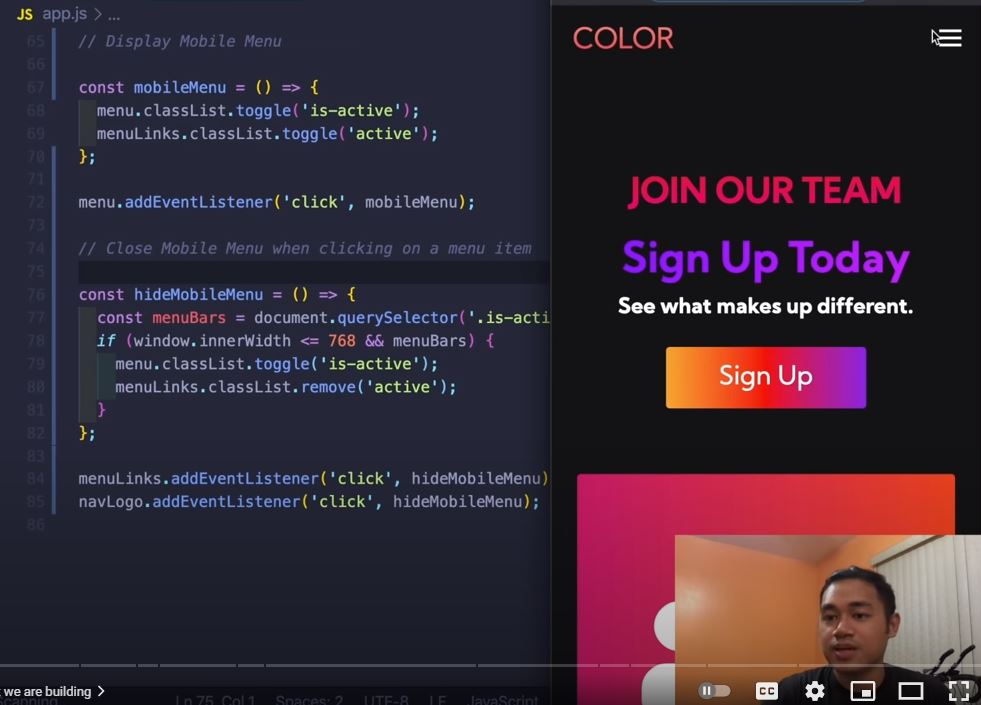 JS app.js > ...
65 // Display Mobile Menu
66
67 const mobileMenu = () => {
68 menu.classList.toggle('is-active');
69 menuLinks.classList.toggle('active');
70 };
71
72 menu.addEventListener('click', mobileMenu);
73
74 // Close Mobile Menu when clicking on a menu item
75
76 const hideMobileMenu = () => {
77 const menuBars = document.querySelector('.is-acti
78 if (window.innerWidth <= 768 && menuBars) {
79 menu.classList.toggle('is-active');
80 menuLinks.classList.remove('active');
81 }
82 };
83
84 menuLinks.addEventListener('click', hideMobileMenu)
85 navLogo.addEventListener('click', hideMobileMenu);
86
COLOR
JOIN OUR TEAM
Sign Up Today
See what makes up different.
Sign Up
we are building >
CC
Scanning Ln 75, Col 1 Spaces: 2 UTF-8 LF JavaScript